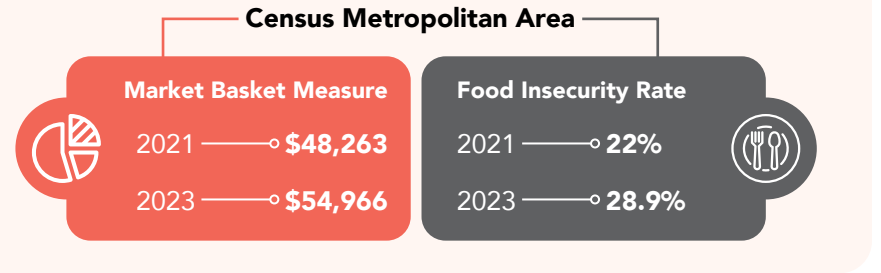 Census Metropolitan Area
Market Basket Measure
2021 $48,263
2023 $54,966
Food Insecurity Rate
2021 22%
2023 28.9%